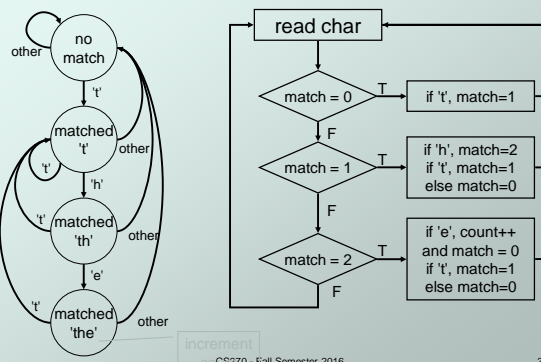 other
no
match
't'
matched
't'
't'
other
'h'
't'
matched
'th'
other
'e'
't'
matched
'the'
other
read char
match = 0
T
if 't', match=1
F
match = 1
T
if 'h', match=2
if 't', match=1
else match=0
F
match = 2
T
if 'e', count++
and match = 0
if 't', match=1
else match=0
F
increment
CS270 - Fall Semester 2016